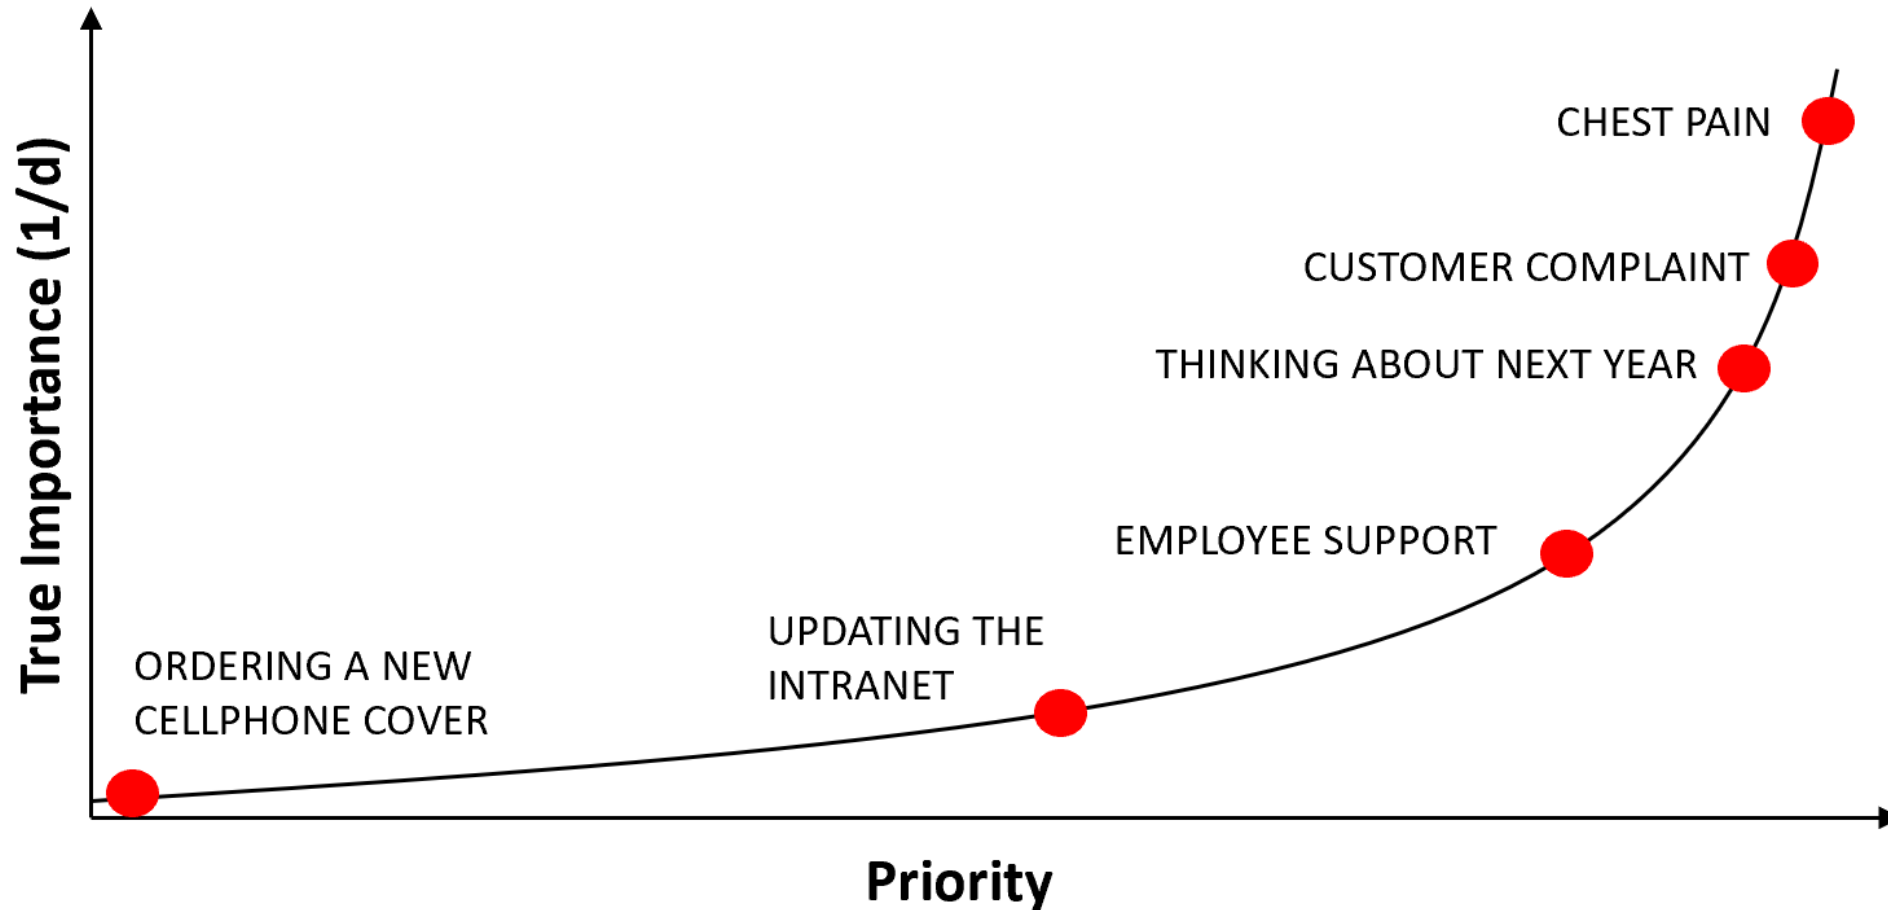 CHEST PAIN
CUSTOMER COMPLAINT
THINKING ABOUT NEXT YEAR
EMPLOYEE SUPPORT
UPDATING THE
INTRANET
ORDERING A NEW
CELLPHONE COVER
True Importance (1/d)
Priority